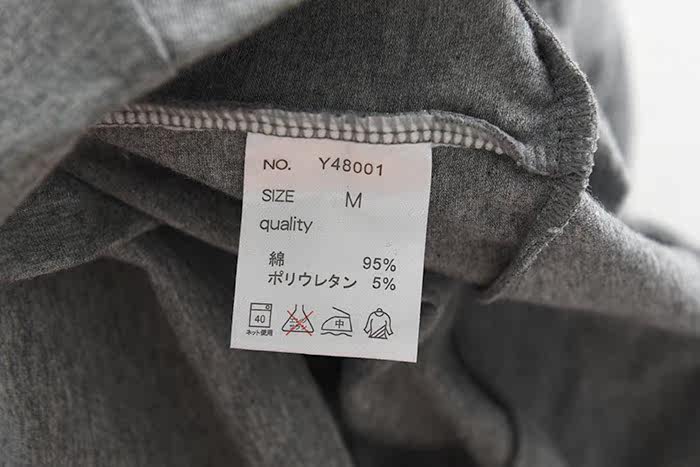 NO. Y48001
SIZE M
quality
綿 95%
ポリウレタン 5%
40 中
ネット使用